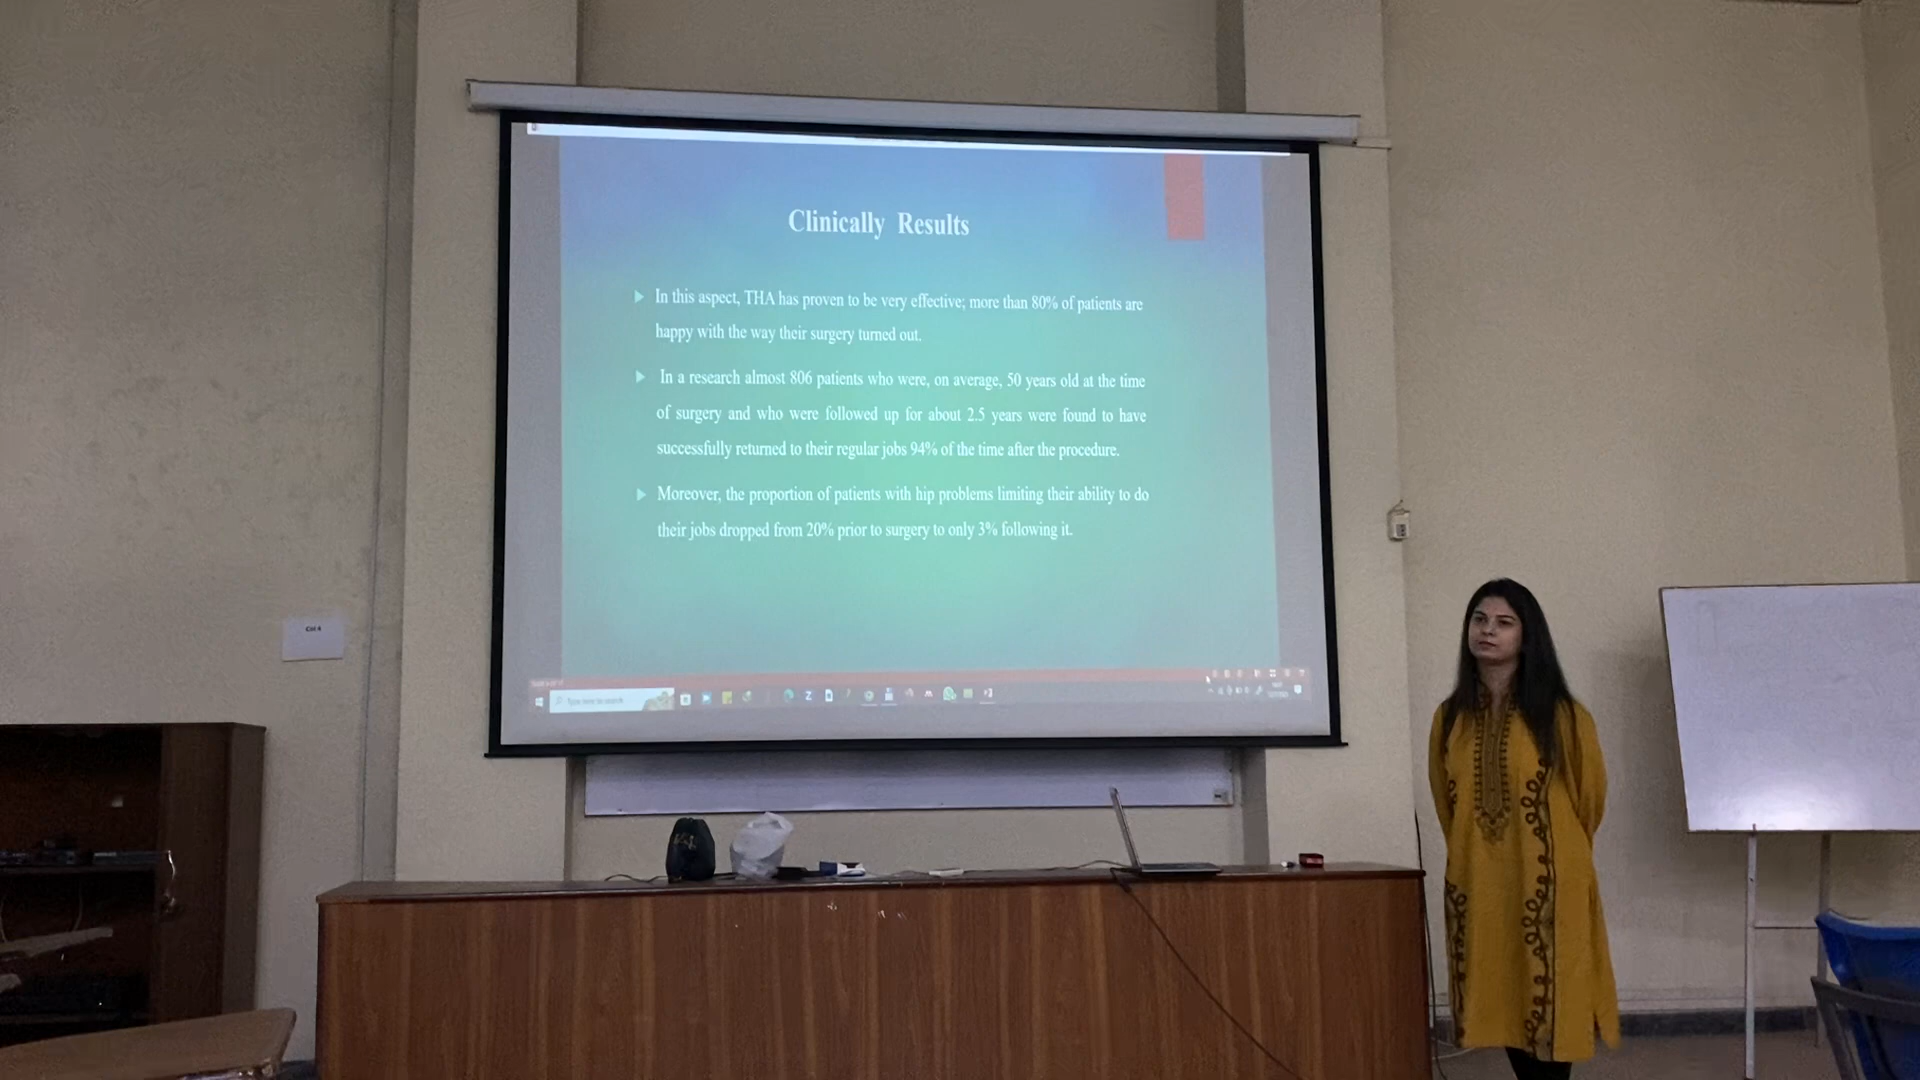 Clinically Results
In this aspect, THA has proven to be very effective; more than 80% of patients are
happy with the way their surgery turned out.
In a research almost 806 patients who were, on average, 50 years old at the time
of surgery and who were followed up for about 2.5 years were found to have
successfully returned to their regular jobs 94% of the time after the procedure.
Moreover, the proportion of patients with hip problems limiting their ability to do
their jobs dropped from 20% prior to surgery to only 3% following it.
Type here to search